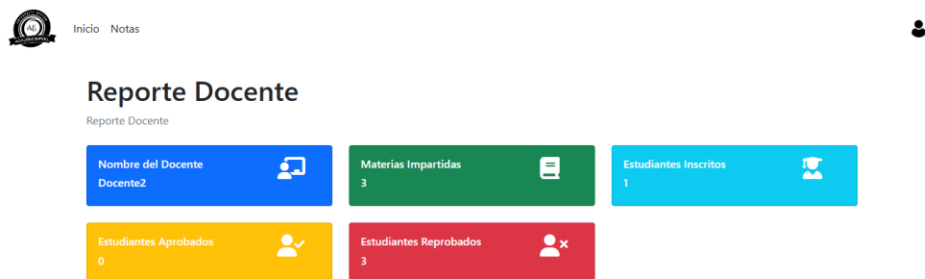 Inicio Notas
Reporte Docente
Reporte Docente
Nombre del Docente
Docente2
Materias Impartidas
3
Estudiantes Inscritos
1
Estudiantes Aprobados
0
Estudiantes Reprobados
3